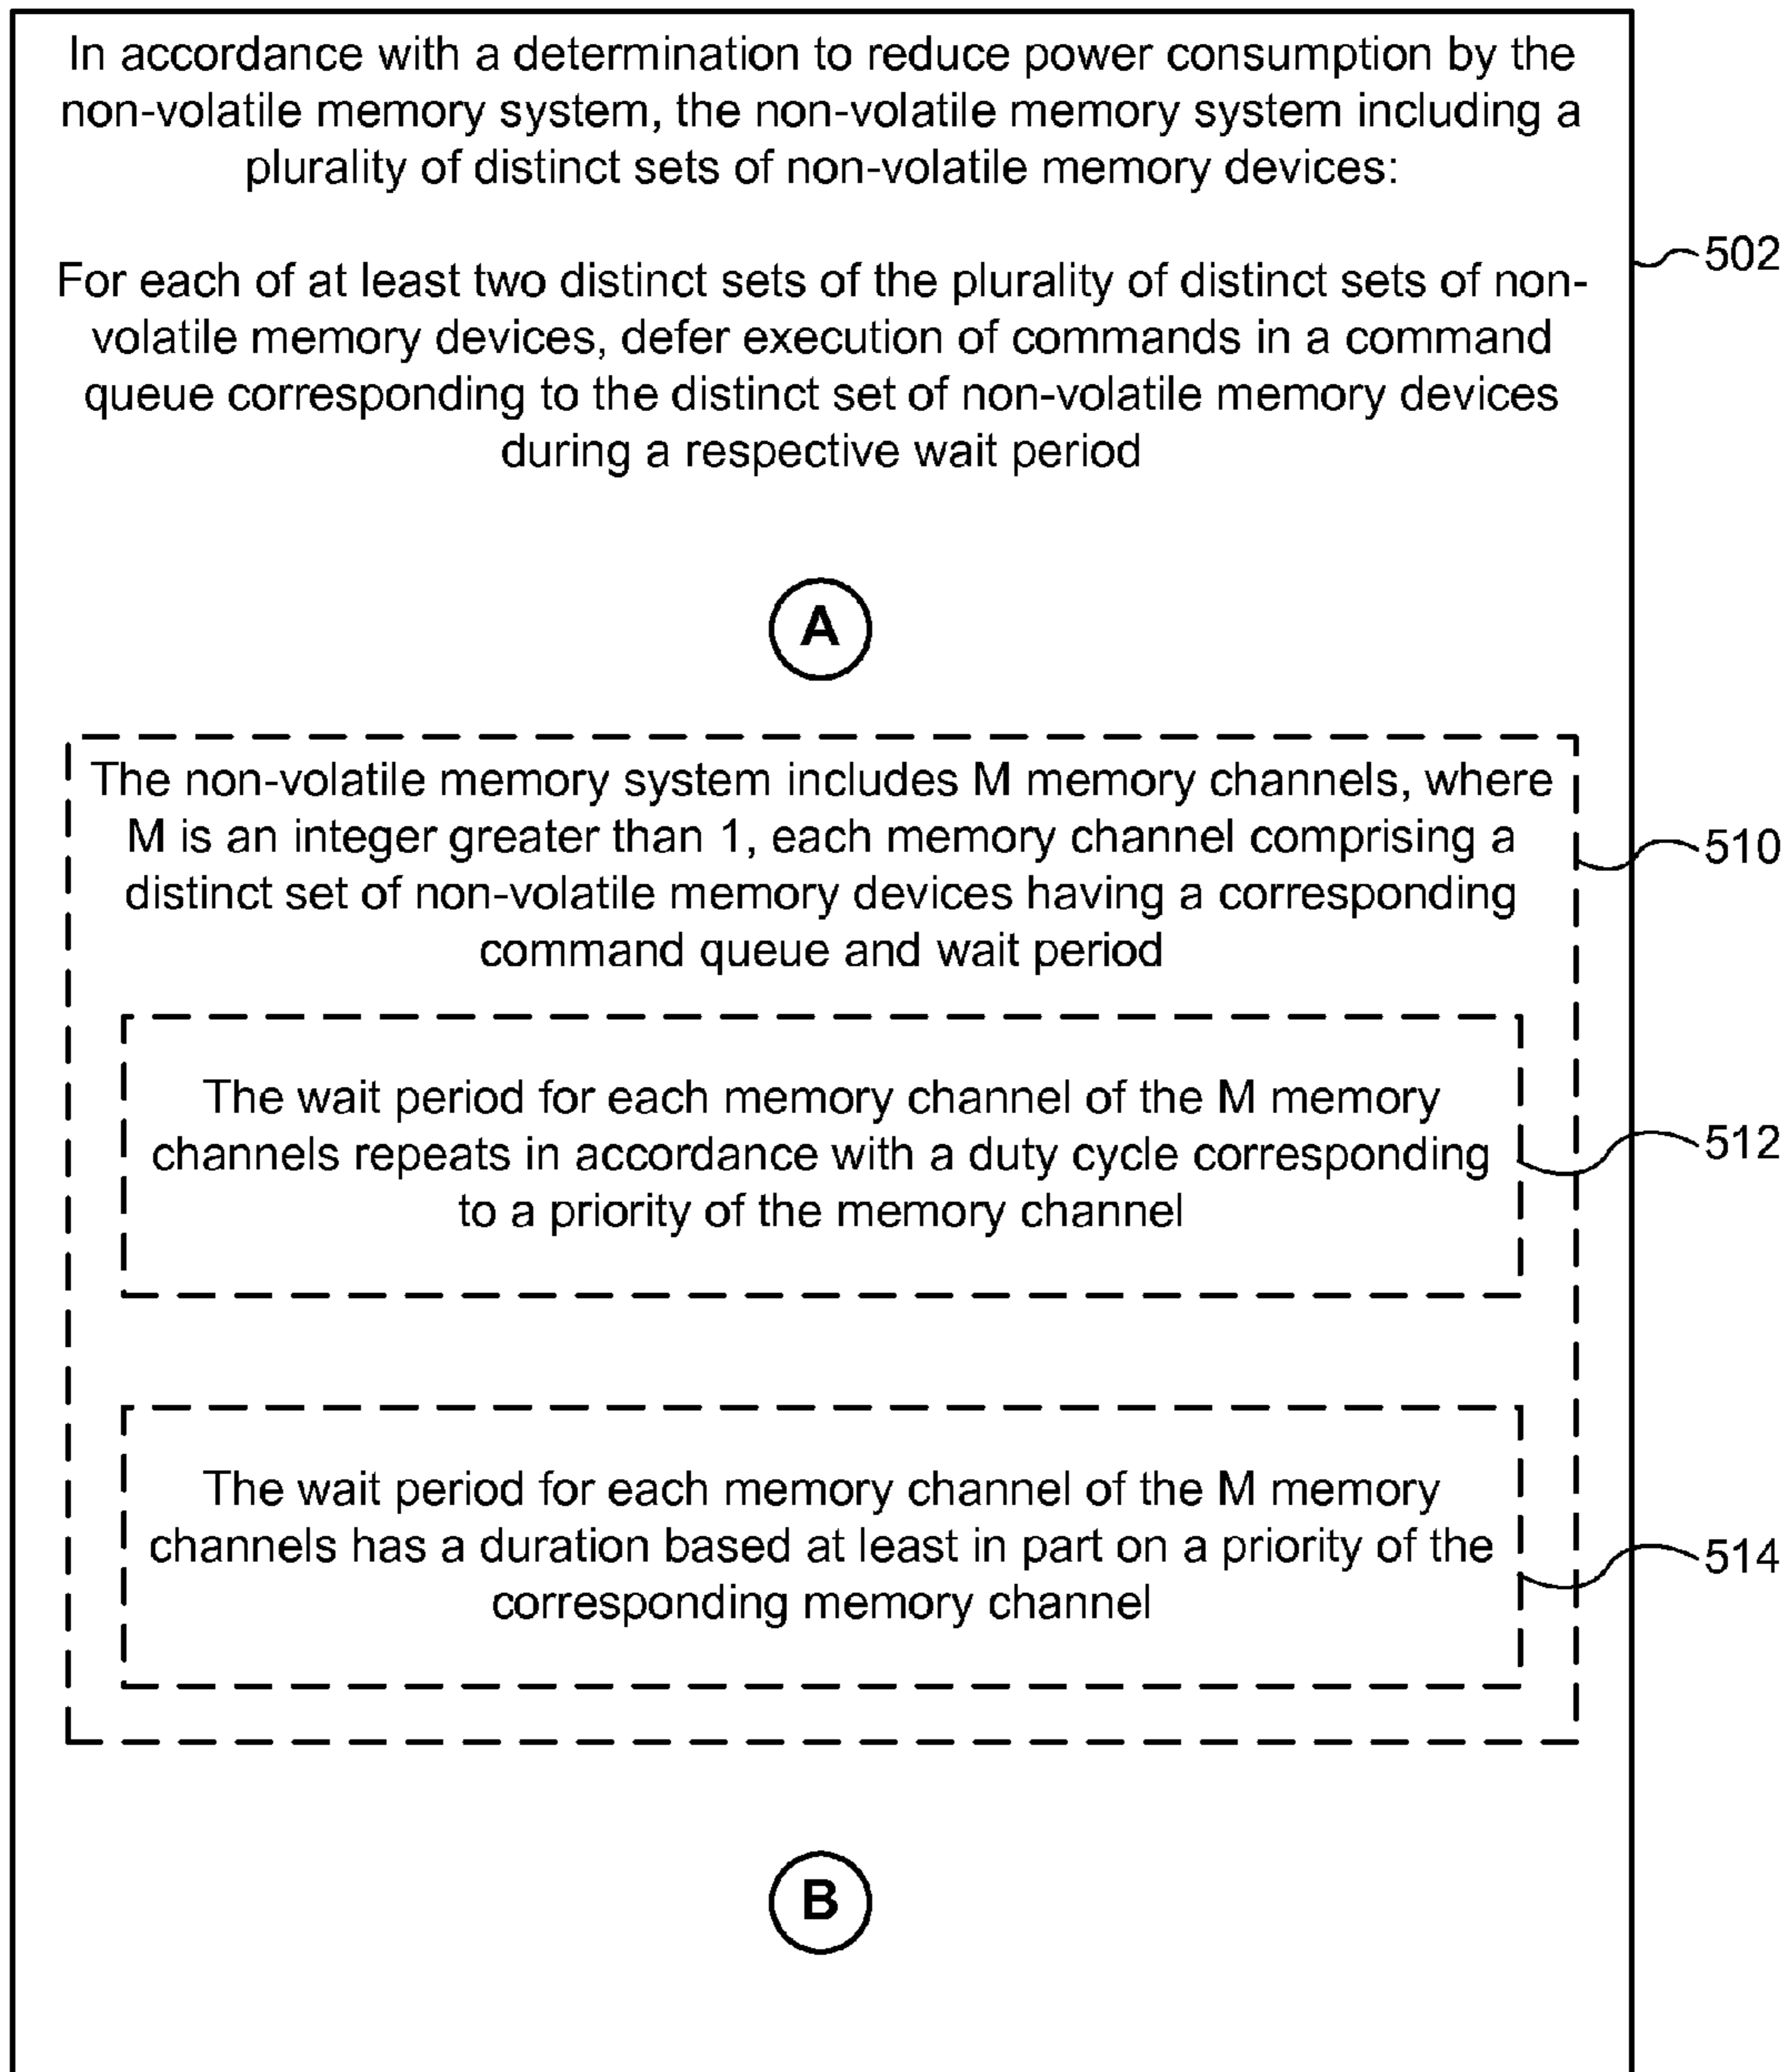 In accordance with a determination to reduce power consumption by the
non-volatile memory system, the non-volatile memory system including a
plurality of distinct sets of non-volatile memory devices:
For each of at least two distinct sets of the plurality of distinct sets of non-
volatile memory devices, defer execution of commands in a command
queue corresponding to the distinct set of non-volatile memory devices
during a respective wait period
502
A
The non-volatile memory system includes M memory channels, where
M is an integer greater than 1, each memory channel comprising a
distinct set of non-volatile memory devices having a corresponding
command queue and wait period
510
The wait period for each memory channel of the M memory
channels repeats in accordance with a duty cycle corresponding
to a priority of the memory channel
512
The wait period for each memory channel of the M memory
channels has a duration based at least in part on a priority of the
corresponding memory channel
514
B